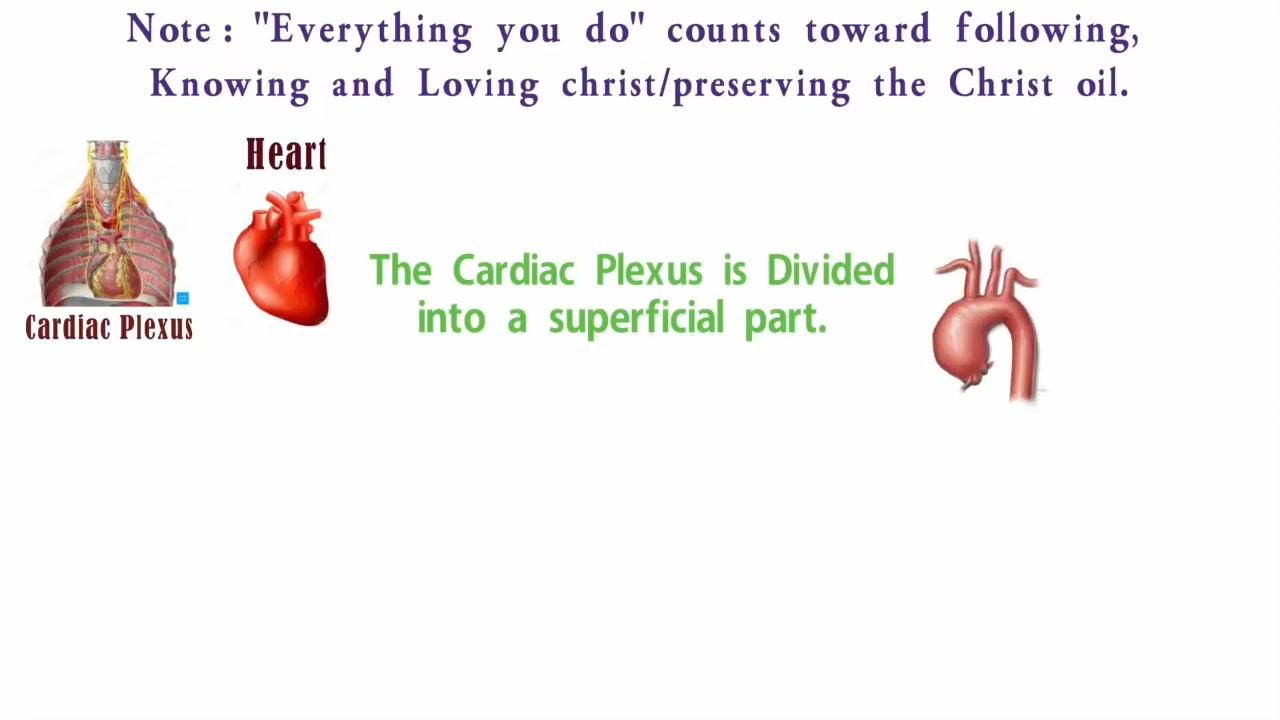 Note : "Everything you do" counts toward following,
Knowing and Loving christ/preserving the Christ oil.
Heart
Cardiac Plexus
The Cardiac Plexus is Divided
into a superficial part.